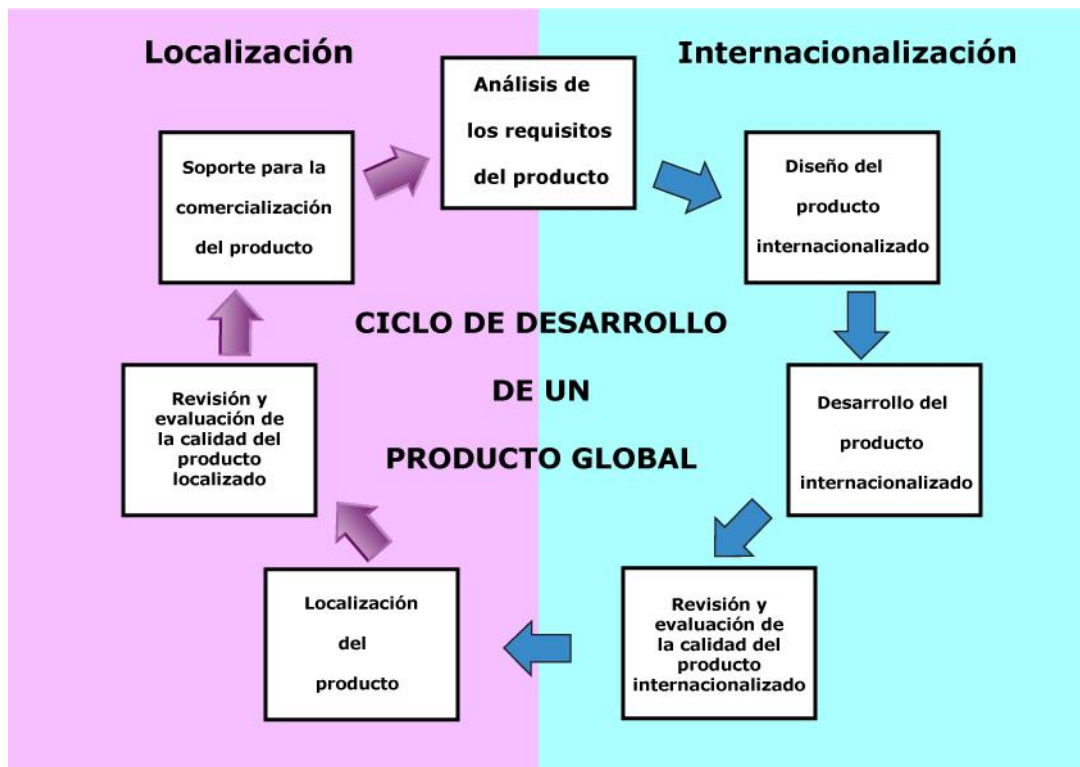 Localización
Internacionalización
Análisis de
los requisitos
del producto
Diseño del
producto
internacionalizado
Desarrollo del
producto
internacionalizado
Revisión y
evaluación de
la calidad del
producto
internacionalizado
Localización
del
producto
Revisión y
evaluación de
la calidad del
producto
localizado
Soporte para la
comercialización
del producto
CICLO DE DESARROLLO
DE UN
PRODUCTO GLOBAL